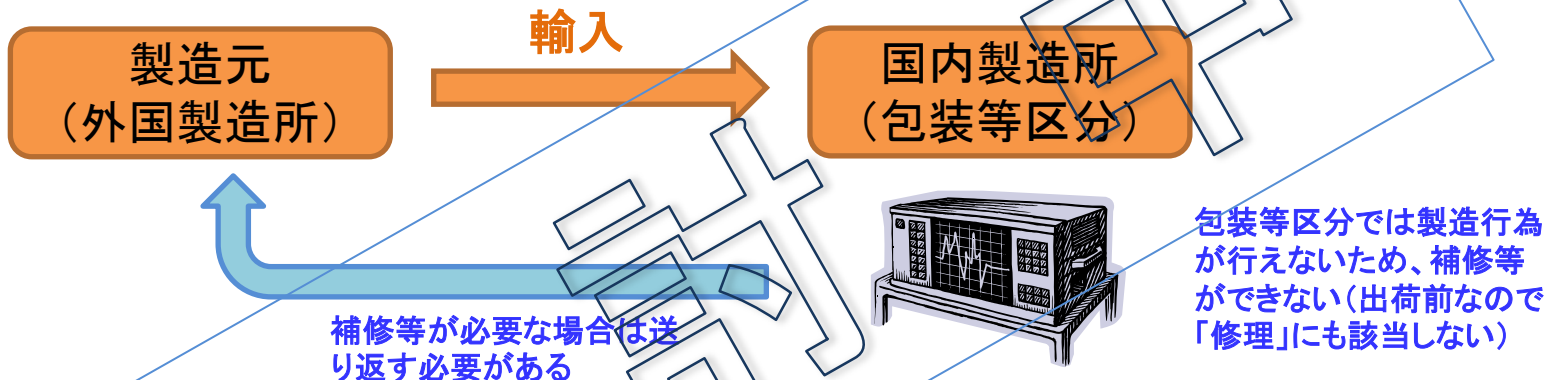 輸入
製造元
（外国製造所）
国内製造所
（包装等区分）
包装等区分では製造行為
が行えないため、補修等
ができない（出荷前なので
「修理」にも該当しない）
補修等が必要な場合は送
り返す必要がある